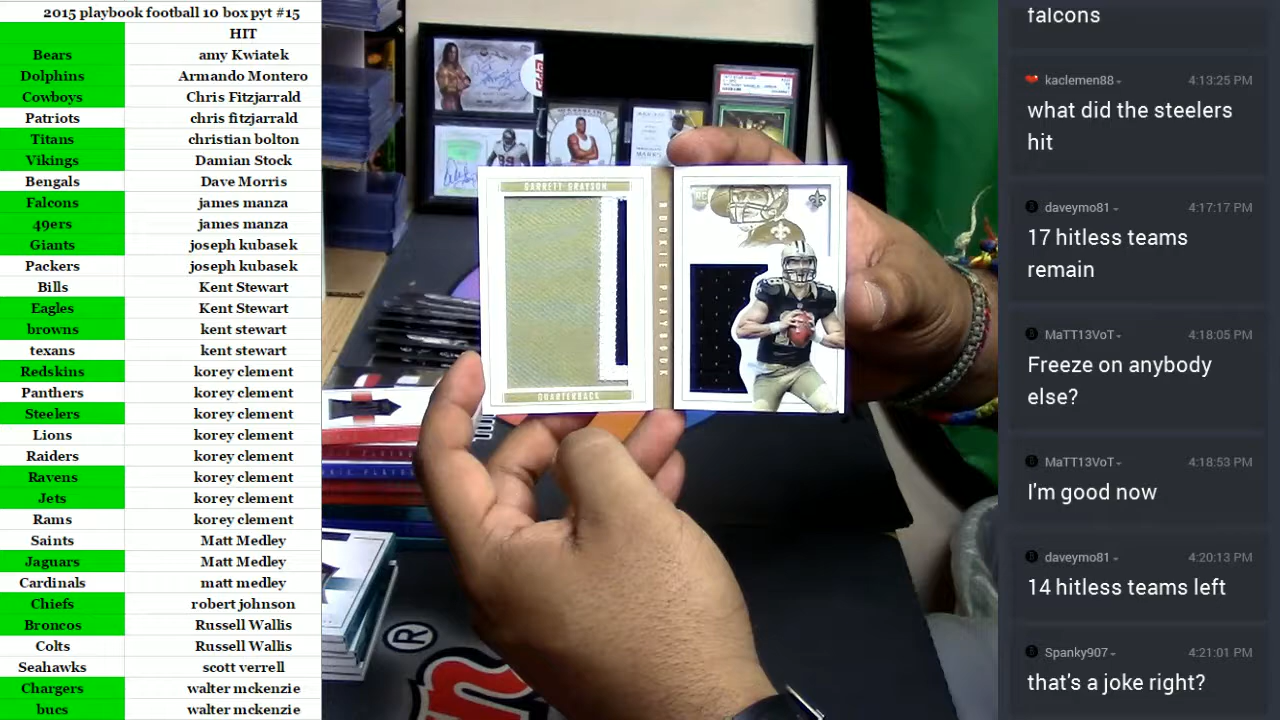 2015 playbook football 10 box pyt #15
HIT
Bears amy Kwiatek
Dolphins Armando Montero
Cowboys Chris Fitzjarrald
Patriots chris fitzjarrald
Titans christian bolton
Vikings Damian Stock
Bengals Dave Morris
Falcons james manza
49ers james manza
Giants joseph kubasek
Packers joseph kubasek
Bills Kent Stewart
Eagles Kent Stewart
browns kent stewart
texans kent stewart
Redskins korey clement
Panthers korey clement
Steelers korey clement
Lions korey clement
Raiders korey clement
Ravens korey clement
Jets korey clement
Rams korey clement
Saints Matt Medley
Jaguars Matt Medley
Cardinals matt medley
Chiefs robert johnson
Broncos Russell Wallis
Colts Russell Wallis
Seahawks scott verrell
Chargers walter mckenzie
bucs walter mckenzie
GARRETT GRAYSON
QUARTERBACK
ROOKIE PLAYBOOK
RC
®
falcons
kaclemen88 4:13:25 PM
what did the steelers
hit
daveymo81 4:17:17 PM
17 hitless teams
remain
MaTT13VoT 4:18:05 PM
Freeze on anybody
else?
MaTT13VoT 4:18:53 PM
I'm good now
daveymo81 4:20:13 PM
14 hitless teams left
Spanky907 4:21:01 PM
that's a joke right?